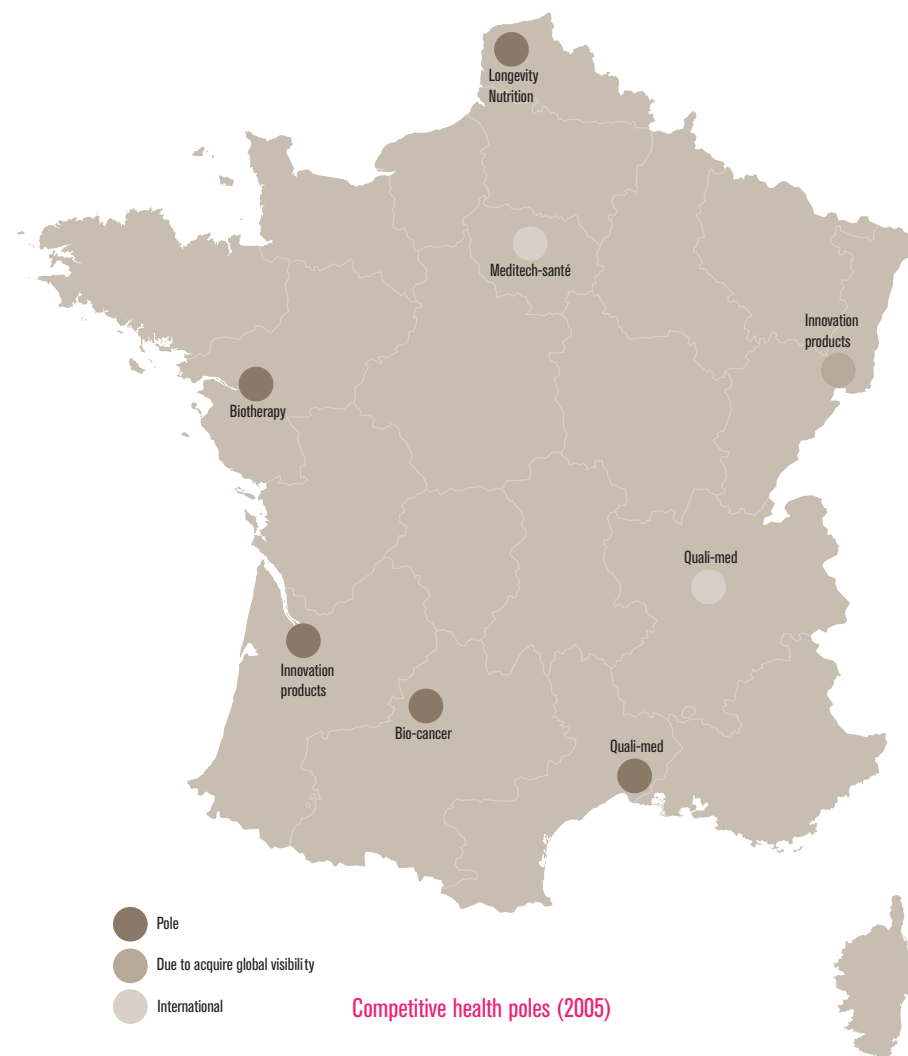 Longevity
Nutrition
Meditech-santé
Innovation
products
Biotherapy
Quali-med
Innovation
products
Bio-cancer
Quali-med
Pole
Due to acquire global visibility
International
Competitive health poles (2005)